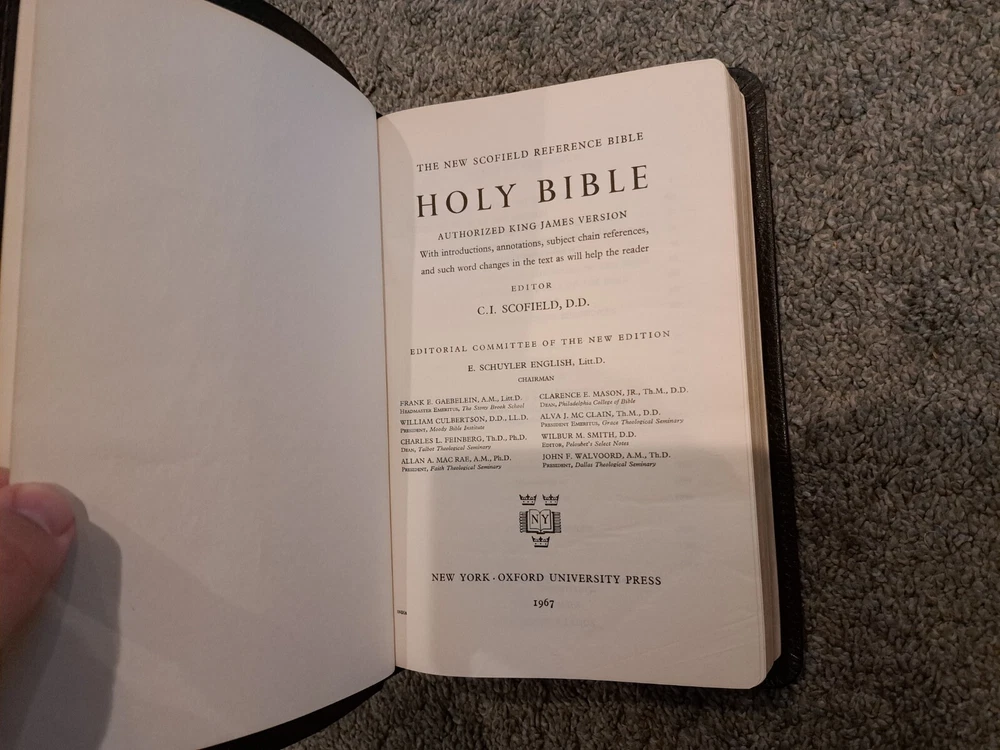 THE NEW SCOFIELD REFERENCE BIBLE
HOLY BIBLE
AUTHORIZED KING JAMES VERSION
With introductions, annotations, subject chain references,
and such word changes in the text as will help the reader
EDITOR
C.I. SCOFIELD, D.D.
EDITORIAL COMMITTEE OF THE NEW EDITION
E. SCHUYLER ENGLISH, Litt.D.
CHAIRMAN
FRANK E. GAEBELEIN, A.M., Litt.D.
HEADMASTER EMERITUS, The Stony Brook School
WILLIAM CULBERTSON, D.D., LL.D.
PRESIDENT, Moody Bible Institute
CHARLES L. FEINBERG, Th.D., Ph.D.
DEAN, Talbot Theological Seminary
ALLAN A. MAC RAE, A.M., Ph.D.
PRESIDENT, Faith Theological Seminary
CLARENCE E. MASON, JR., Th.M., D.D.
DEAN, Philadelphia College of Bible
ALVA J. MC CLAIN, Th.M., D.D.
PRESIDENT EMERITUS, Grace Theological Seminary
WILBUR M. SMITH, D.D.
EDITOR, Peloubet's Select Notes
JOHN F. WALVOORD, A.M., Th.D.
PRESIDENT, Dallas Theological Seminary
N Y
NEW YORK · OXFORD UNIVERSITY PRESS
1967